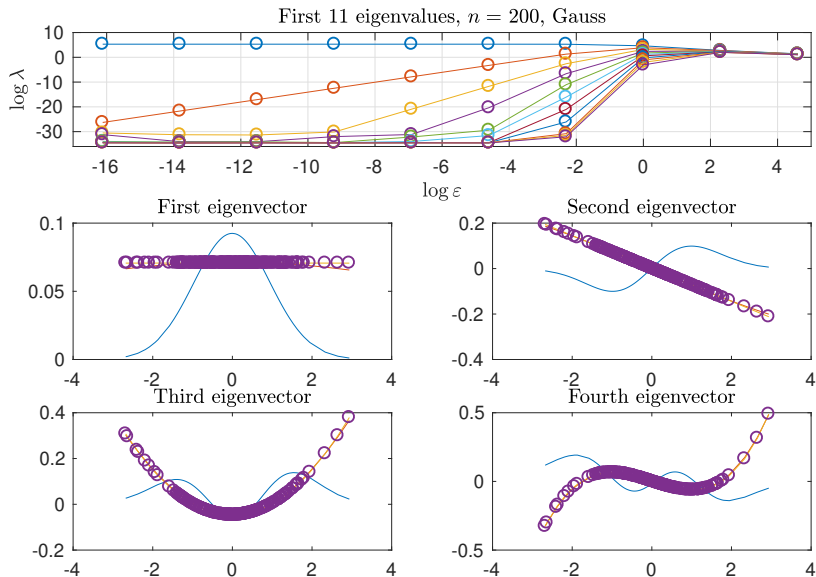 First 11 eigenvalues, n = 200, Gauss
log λ
10
0
-10
-20
-30
-16 -14 -12 -10 -8 -6 -4 -2 0 2 4
log ε
First eigenvector
0.1
0.05
0
-4 -2 0 2 4
Second eigenvector
0.2
0
-0.2
-0.4
-4 -2 0 2 4
Third eigenvector
0.4
0.2
0
-0.2
-4 -2 0 2 4
Fourth eigenvector
0.5
0
-0.5
-4 -2 0 2 4